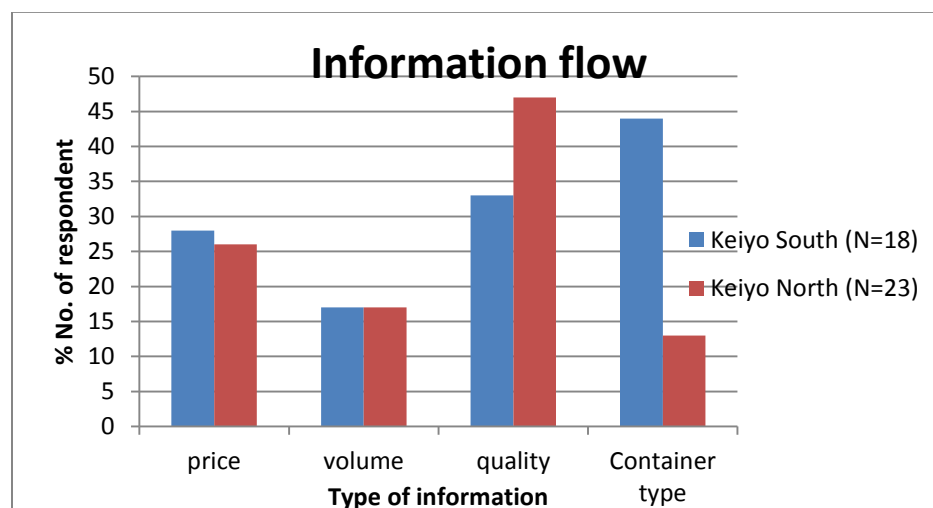 Information flow
50
45
40
35
30
25
20
15
10
5
0
% No. of respondent
price
volume
quality
Container
type
Type of information
Keiyo South (N=18)
Keiyo North (N=23)